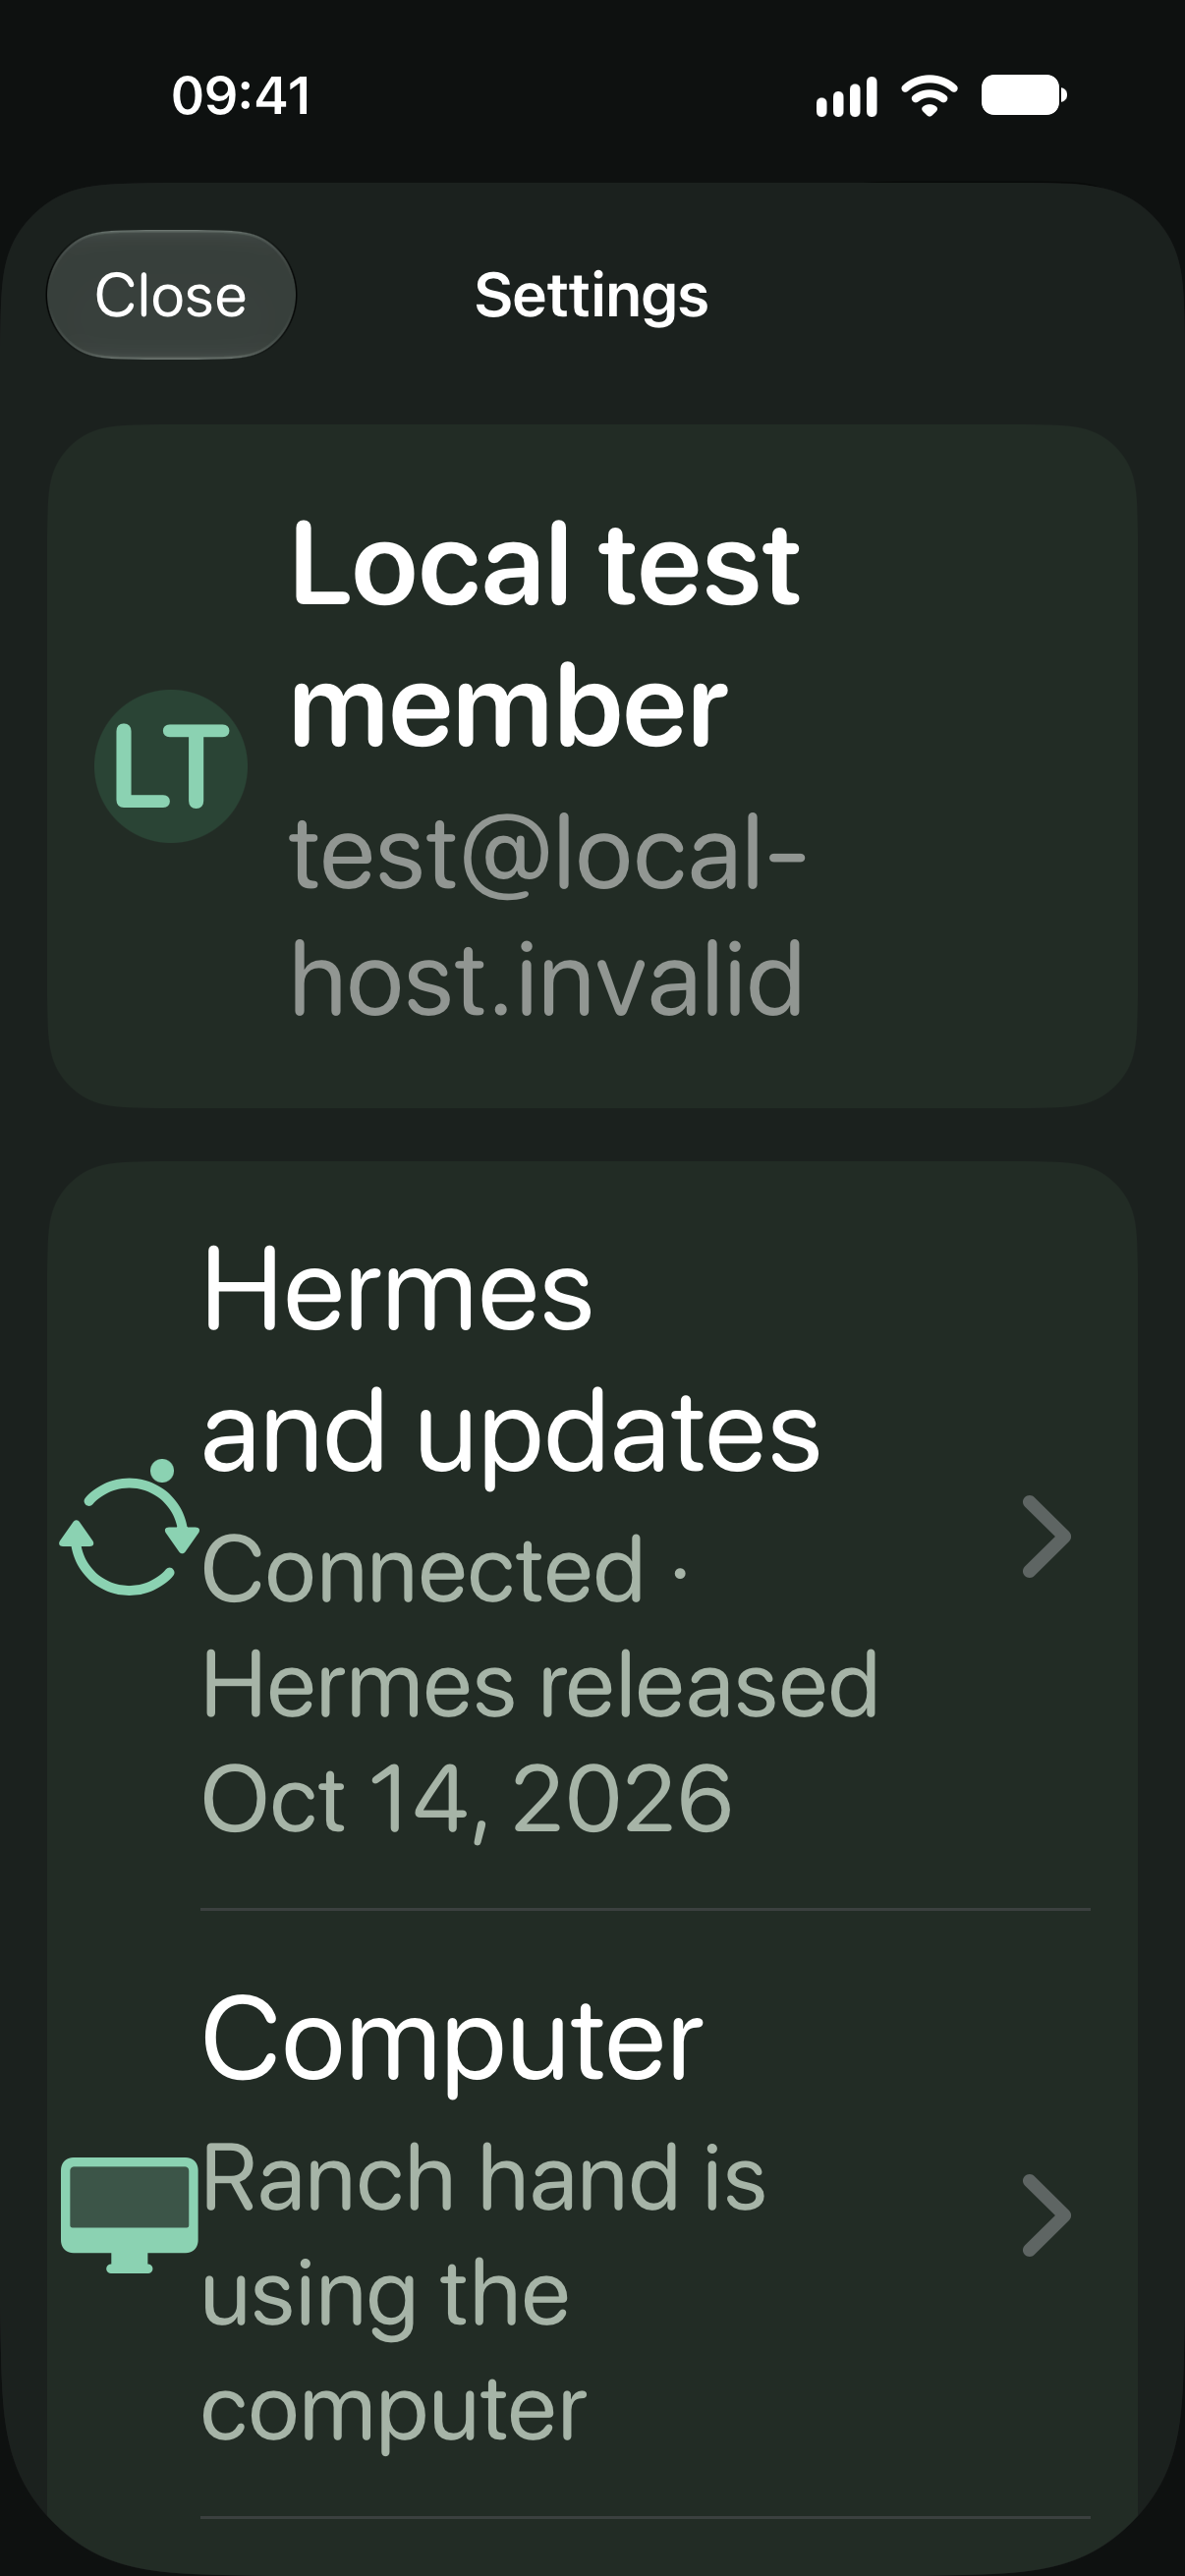 09:41
Close
Settings
Local test
member
LT
test@local-
host.invalid
Hermes
and updates
Connected ·
Hermes released
Oct 14, 2026
Computer
Ranch hand is
using the
computer